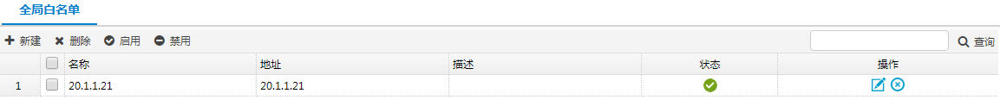 全局白名单
新建 删除 启用 禁用 查询
名称 地址 描述 状态 操作
1 20.1.1.21 20.1.1.21